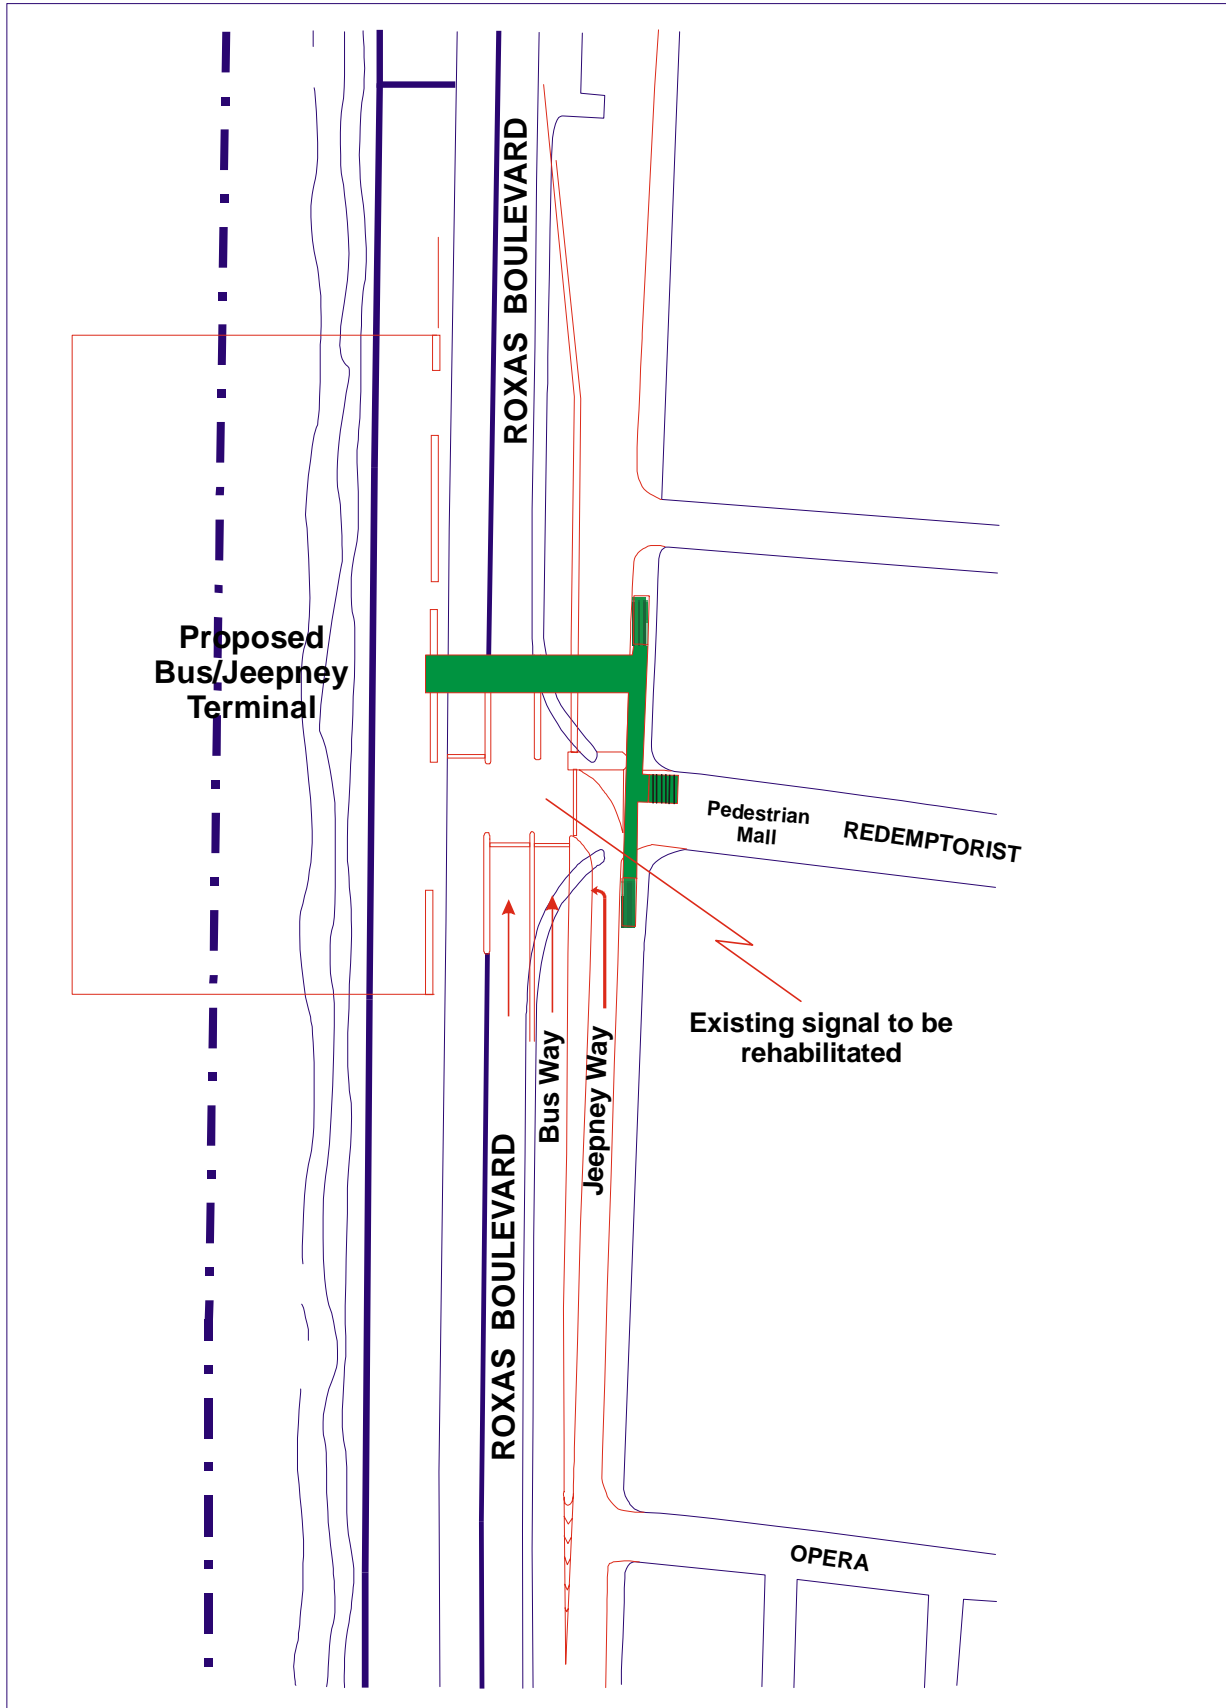 ROXAS BOULEVARD
Proposed
Bus/Jeepney
Terminal
Pedestrian
Mall
REDEMPTORIST
Existing signal to be
rehabilitated
Bus Way
Jeepney Way
ROXAS BOULEVARD
OPERA